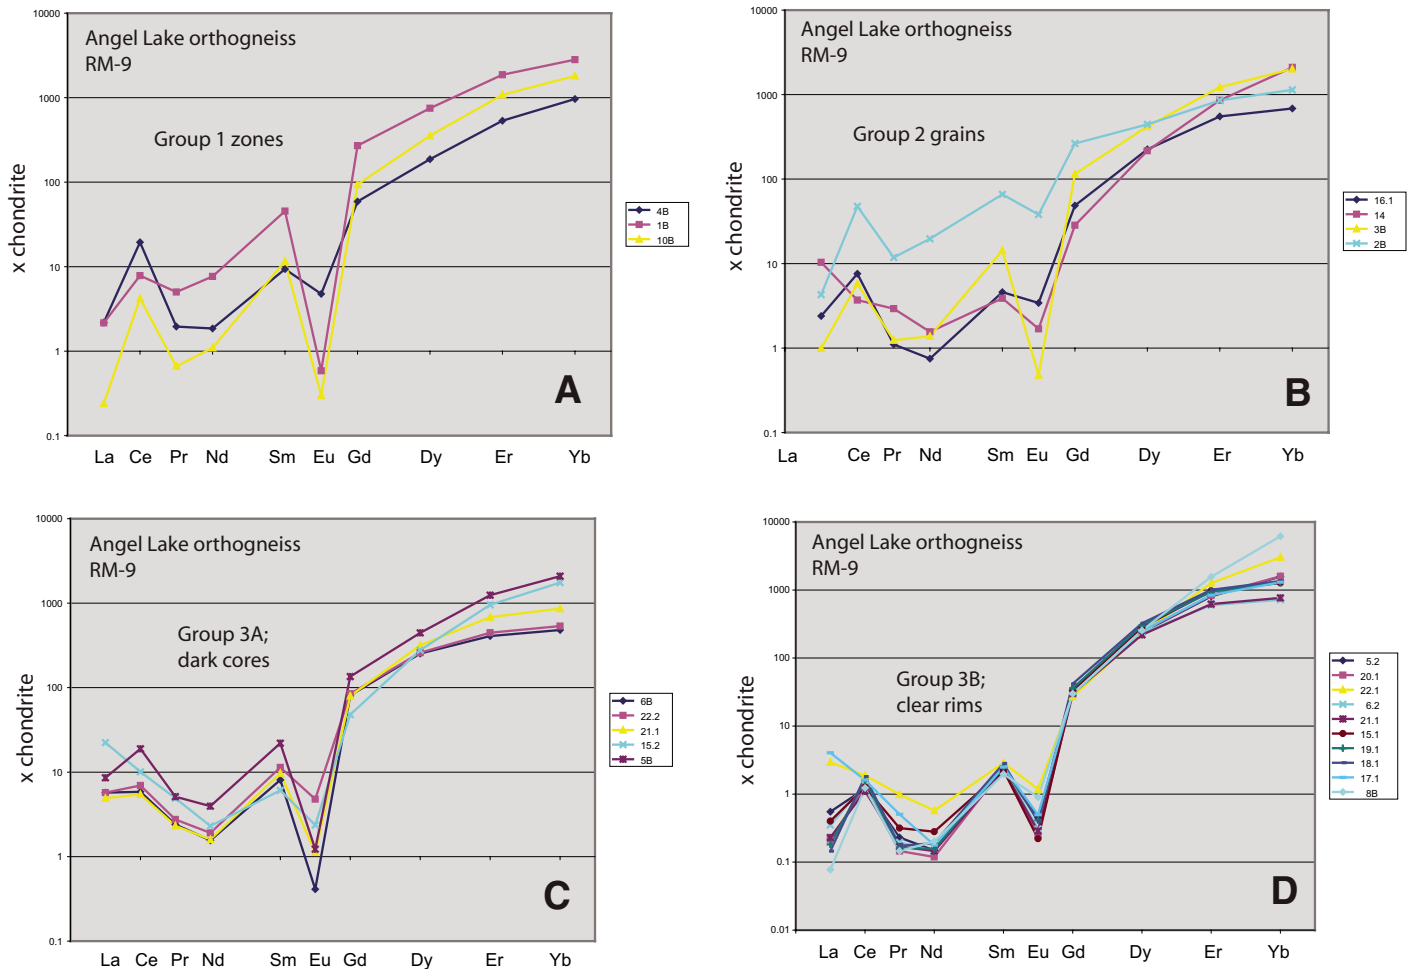 10000
1000
100
10
1
0.1
x chondrite
Angel Lake orthogneiss
RM-9
Group 1 zones
A
La Ce Pr Nd Sm Eu Gd Dy Er Yb
4B
1B
10B
10000
1000
100
10
1
0.1
x chondrite
Angel Lake orthogneiss
RM-9
Group 2 grains
B
La Ce Pr Nd Sm Eu Gd Dy Er Yb
16.1
14
3B
2B
10000
1000
100
10
1
0.1
x chondrite
Angel Lake orthogneiss
RM-9
Group 3A;
dark cores
C
La Ce Pr Nd Sm Eu Gd Dy Er Yb
6B
22.2
21.1
15.2
5B
10000
1000
100
10
1
0.1
0.01
x chondrite
Angel Lake orthogneiss
RM-9
Group 3B;
clear rims
D
La Ce Pr Nd Sm Eu Gd Dy Er Yb
5.2
20.1
22.1
6.2
21.1
15.1
19.1
18.1
17.1
8B